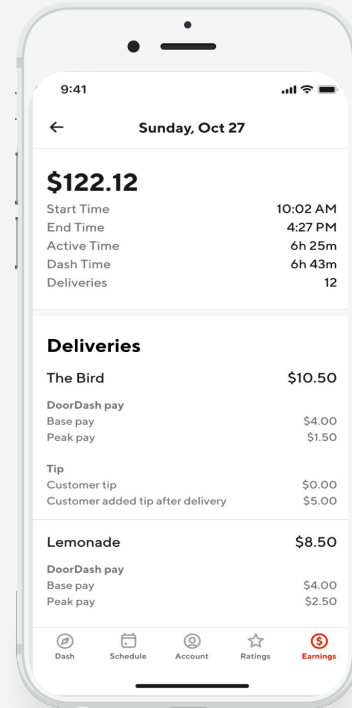 9:41
Sunday, Oct 27
$122.12
Start Time 10:02 AM
End Time 4:27 PM
Active Time 6h 25m
Dash Time 6h 43m
Deliveries 12
Deliveries
The Bird $10.50
DoorDash pay
Base pay $4.00
Peak pay $1.50
Tip
Customer tip $0.00
Customer added tip after delivery $5.00
Lemonade $8.50
DoorDash pay
Base pay $4.00
Peak pay $2.50
Dash Schedule Account Ratings Earnings